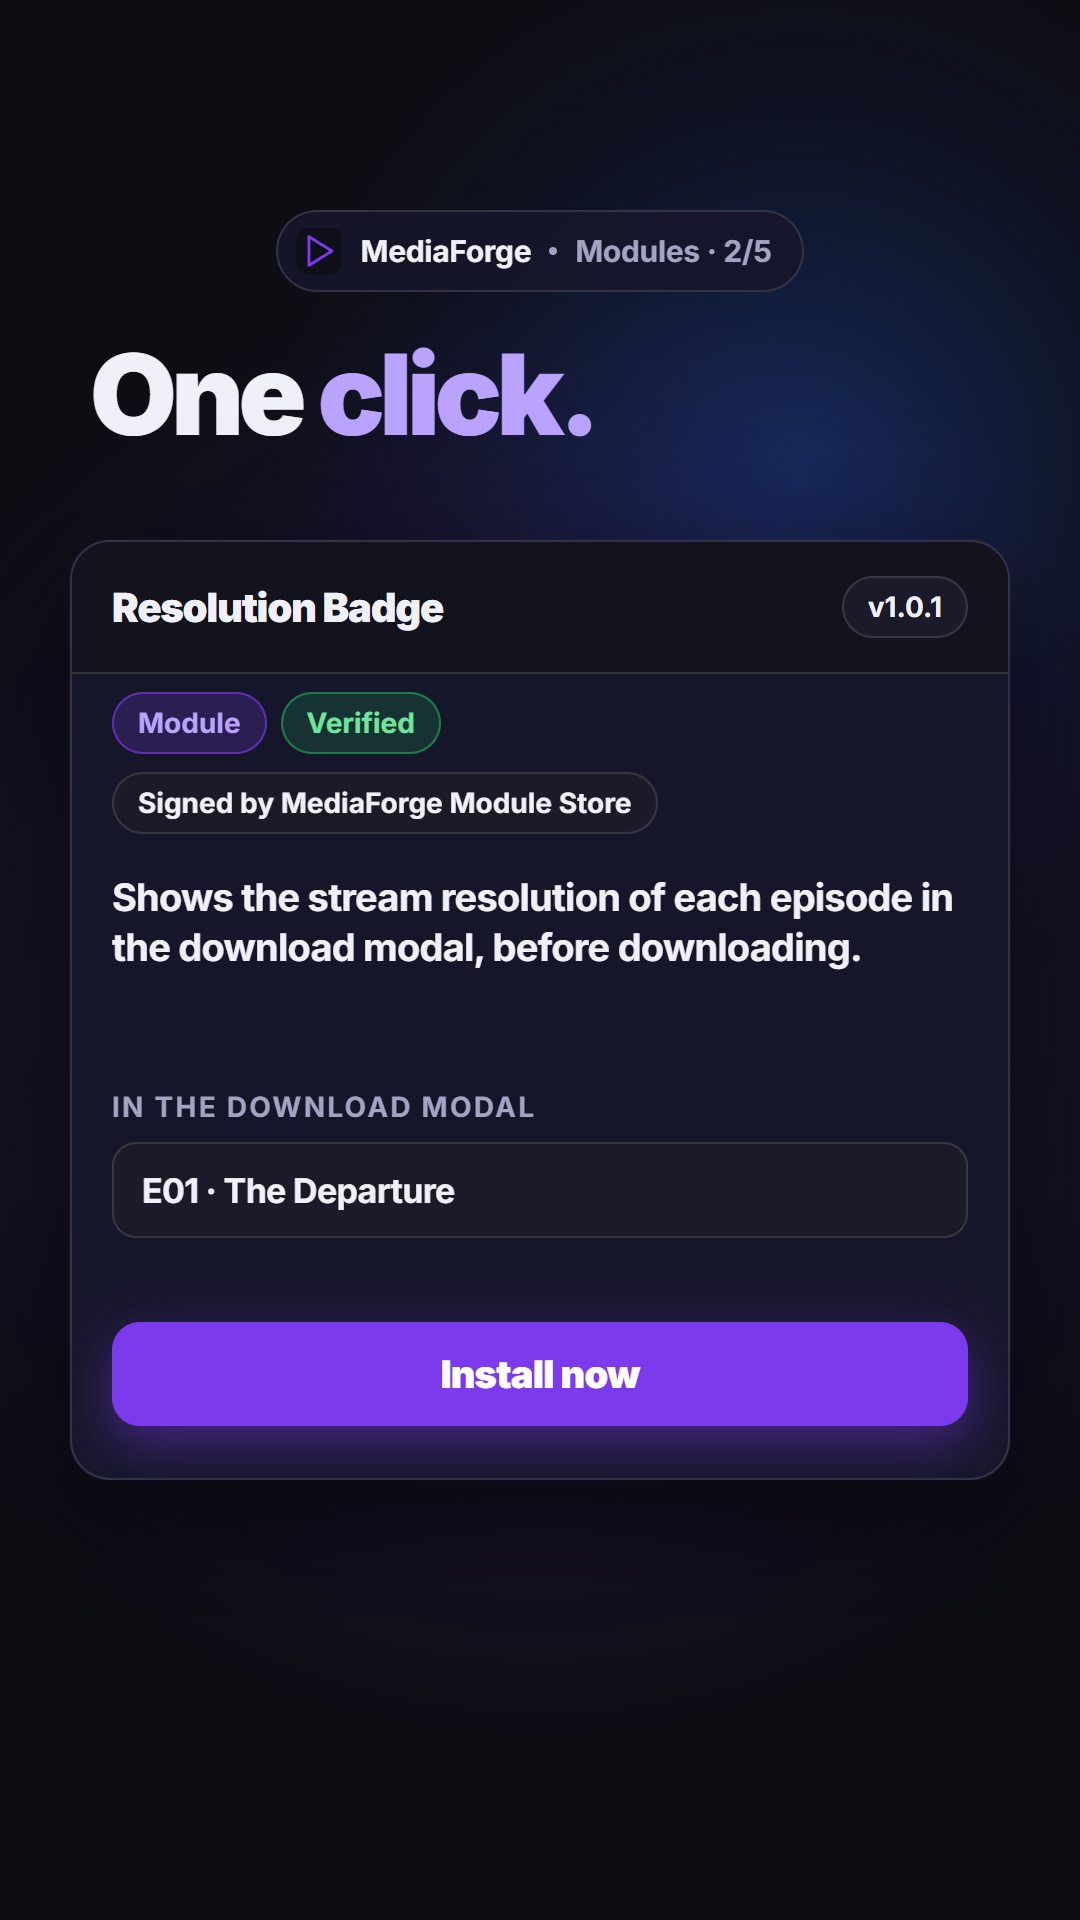 MediaForge • Modules · 2/5
One click.
Resolution Badge
v1.0.1
Module
Verified
Signed by MediaForge Module Store
Shows the stream resolution of each episode in
the download modal, before downloading.
IN THE DOWNLOAD MODAL
E01 · The Departure
Install now